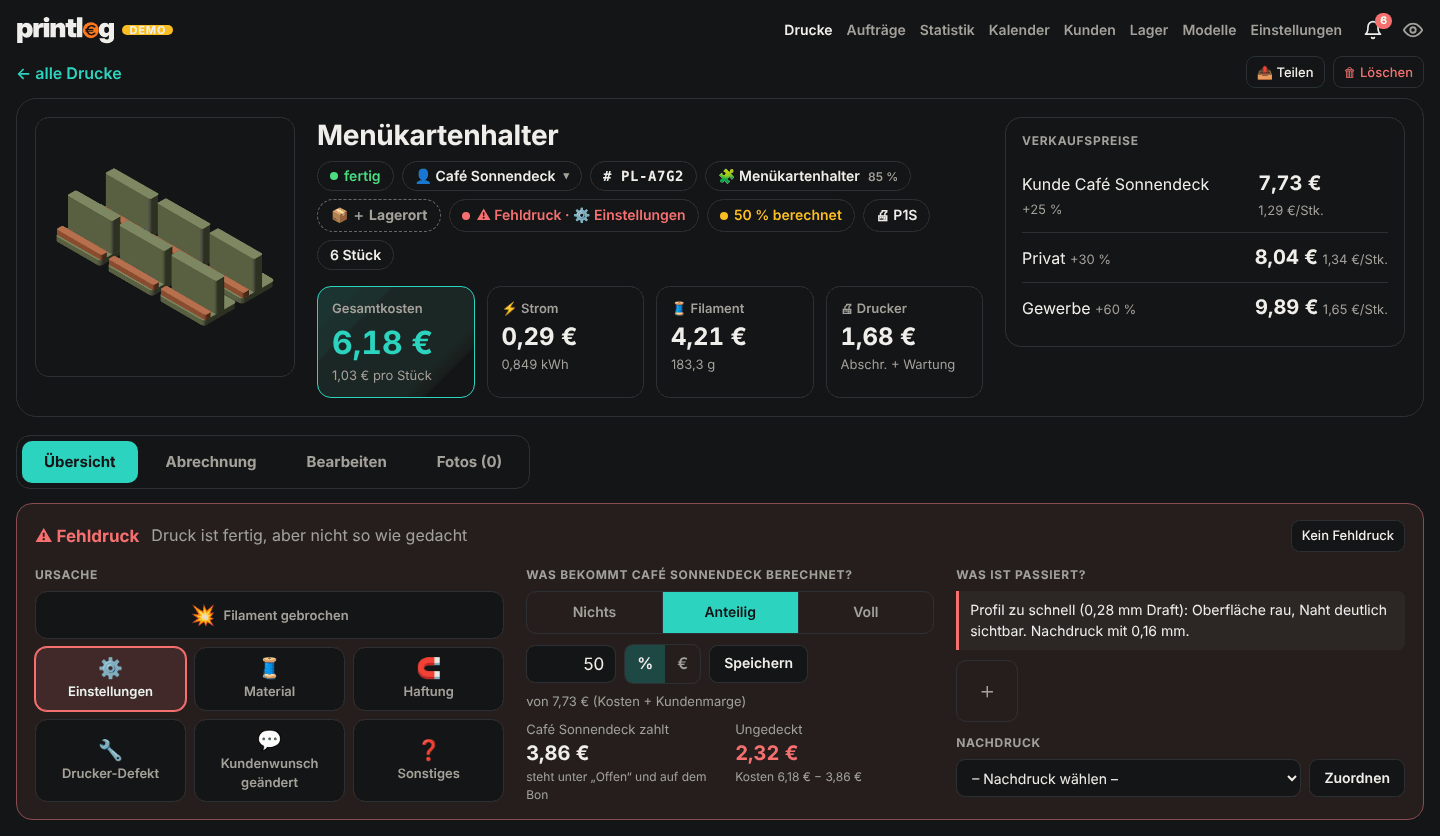 printlog DEMO
Drucke Aufträge Statistik Kalender Kunden Lager Modelle Einstellungen 6
← alle Drucke
📤 Teilen 🗑 Löschen
Menükartenhalter
fertig
👤 Café Sonnendeck ▾
# PL-A7G2
🧩 Menükartenhalter 85 %
📦 + Lagerort
⚠ Fehldruck · ⚙️ Einstellungen
50 % berechnet
🖨 P1S
6 Stück
Gesamtkosten
6,18 €
1,03 € pro Stück
⚡ Strom
0,29 €
0,849 kWh
🧵 Filament
4,21 €
183,3 g
🖨 Drucker
1,68 €
Abschr. + Wartung
VERKAUFSPREISE
Kunde Café Sonnendeck 7,73 €
+25 % 1,29 €/Stk.
Privat +30 % 8,04 € 1,34 €/Stk.
Gewerbe +60 % 9,89 € 1,65 €/Stk.
Übersicht Abrechnung Bearbeiten Fotos (0)
⚠ Fehldruck Druck ist fertig, aber nicht so wie gedacht
Kein Fehldruck
URSACHE
💥 Filament gebrochen
⚙️ Einstellungen
🧵 Material
🧲 Haftung
🔧 Drucker-Defekt
💬 Kundenwunsch
geändert
❓ Sonstiges
WAS BEKOMMT CAFÉ SONNENDECK BERECHNET?
Nichts Anteilig Voll
50 % € Speichern
von 7,73 € (Kosten + Kundenmarge)
Café Sonnendeck zahlt
3,86 €
steht unter „Offen“ und auf dem
Bon
Ungedeckt
2,32 €
Kosten 6,18 € − 3,86 €
WAS IST PASSIERT?
Profil zu schnell (0,28 mm Draft): Oberfläche rau, Naht deutlich
sichtbar. Nachdruck mit 0,16 mm.
+
NACHDRUCK
– Nachdruck wählen – Zuordnen